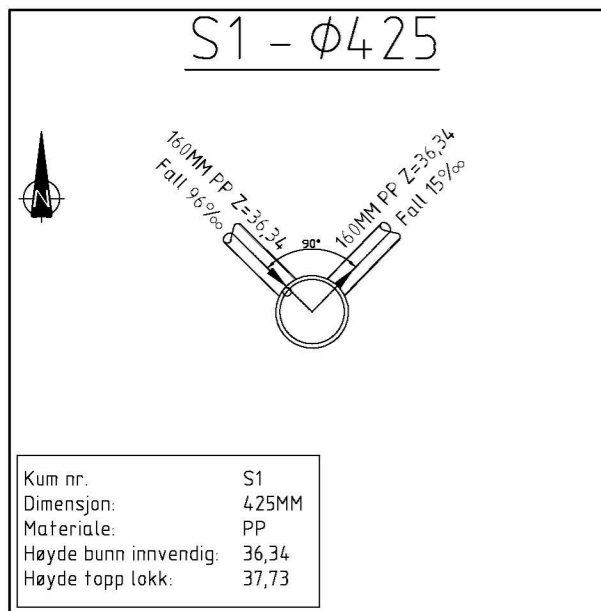 S1 - Φ425
160MM PP Z=36,34
Fall 96‰
160MM PP Z=36,34
Fall 15‰
90°
N
Kum nr. S1
Dimensjon: 425MM
Materiale: PP
Høyde bunn innvendig: 36,34
Høyde topp lokk: 37,73